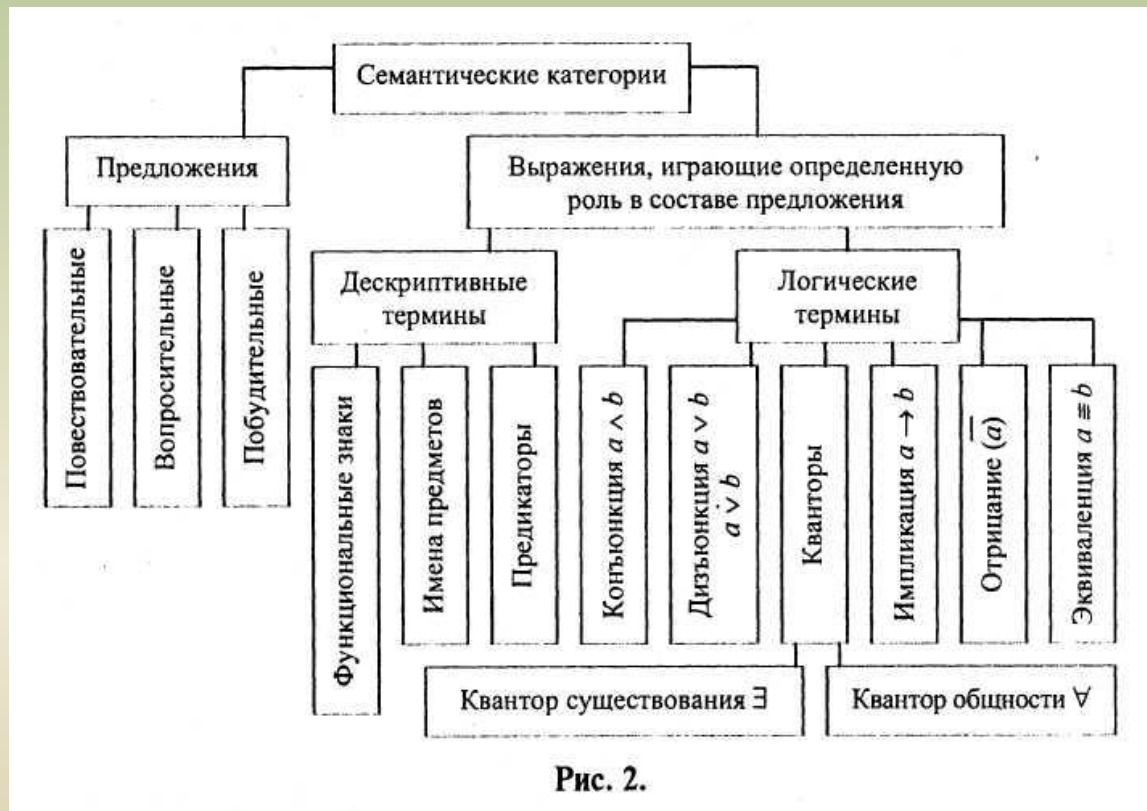 Семантические категории
Предложения
Выражения, играющие определенную
роль в составе предложения
Повествовательные
Вопросительные
Побудительные
Дескриптивные
термины
Логические
термины
Функциональные знаки
Имена предметов
Предикаторы
Конъюнкция a ∧ b
Дизъюнкция a ∨ b
a ∨̇ b
Кванторы
Импликация a → b
Отрицание (a̅)
Эквиваленция a ≡ b
Квантор существования ∃
Квантор общности ∀
Рис. 2.